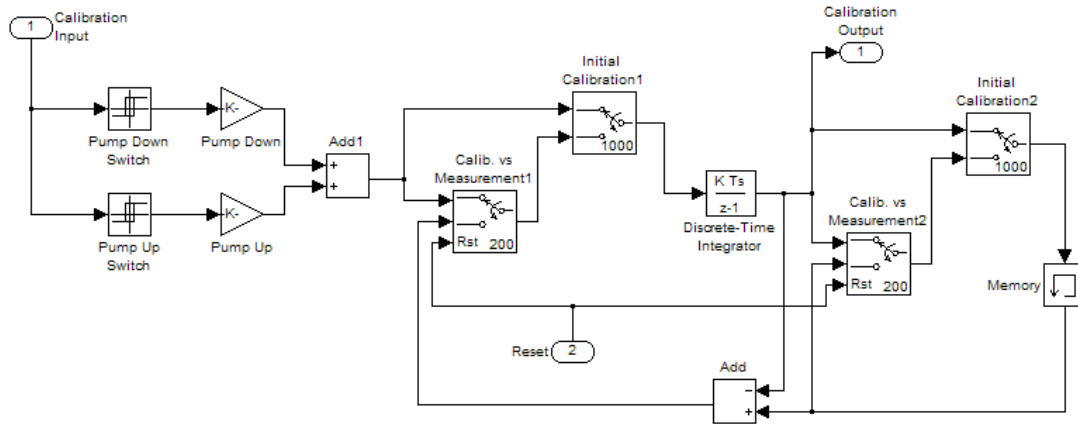 1
Calibration
Input
Pump Down
Switch
-K-
Pump Down
Pump Up
Switch
-K-
Pump Up
Add1
+
+
Calib. vs
Measurement1
Rst
200
Initial
Calibration1
1000
K Ts
z-1
Discrete-Time
Integrator
Calibration
Output
1
Calib. vs
Measurement2
Rst
200
Initial
Calibration2
1000
Memory
Reset
2
Add
−
+